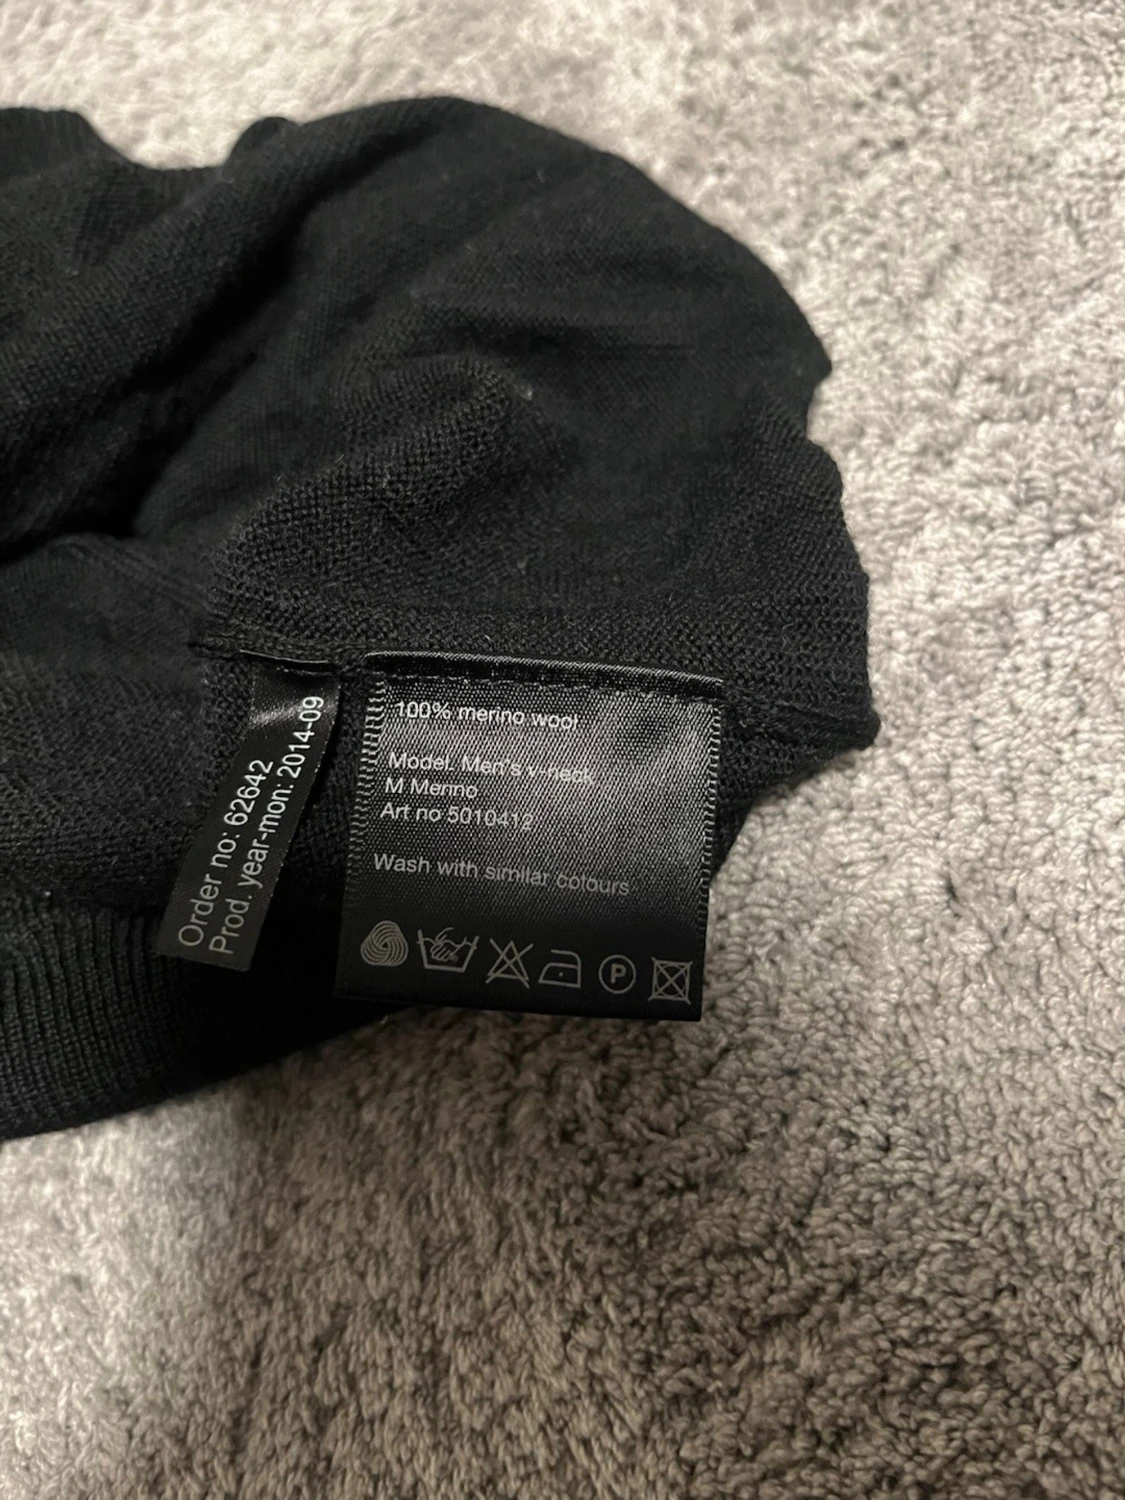 Order no: 62642
Prod. year-mon: 2014-09
100% merino wool
Model. Men's v-neck
M Merino
Art no 5010412
Wash with similar colours
P